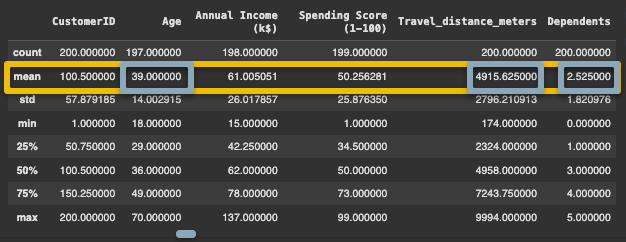 CustomerID Age Annual Income (k$) Spending Score (1-100) Travel_distance_meters Dependents
count 200.000000 197.000000 198.000000 199.000000 200.000000 200.000000
mean 100.500000 39.000000 61.005051 50.256281 4915.625000 2.525000
std 57.879185 14.002915 26.017857 25.876350 2796.210913 1.820976
min 1.000000 18.000000 15.000000 1.000000 174.000000 0.000000
25% 50.750000 29.000000 42.250000 34.500000 2324.000000 1.000000
50% 100.500000 36.000000 62.000000 50.000000 4958.000000 3.000000
75% 150.250000 49.000000 78.000000 73.000000 7243.750000 4.000000
max 200.000000 70.000000 137.000000 99.000000 9994.000000 5.000000